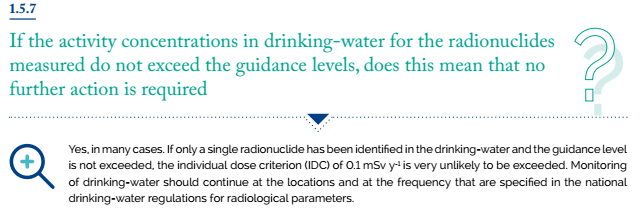 1.5.7
If the activity concentrations in drinking-water for the radionuclides
measured do not exceed the guidance levels, does this mean that no
further action is required
?
Yes, in many cases. If only a single radionuclide has been identified in the drinking-water and the guidance level
is not exceeded, the individual dose criterion (IDC) of 0.1 mSv y⁻¹ is very unlikely to be exceeded. Monitoring
of drinking-water should continue at the locations and at the frequency that are specified in the national
drinking-water regulations for radiological parameters.